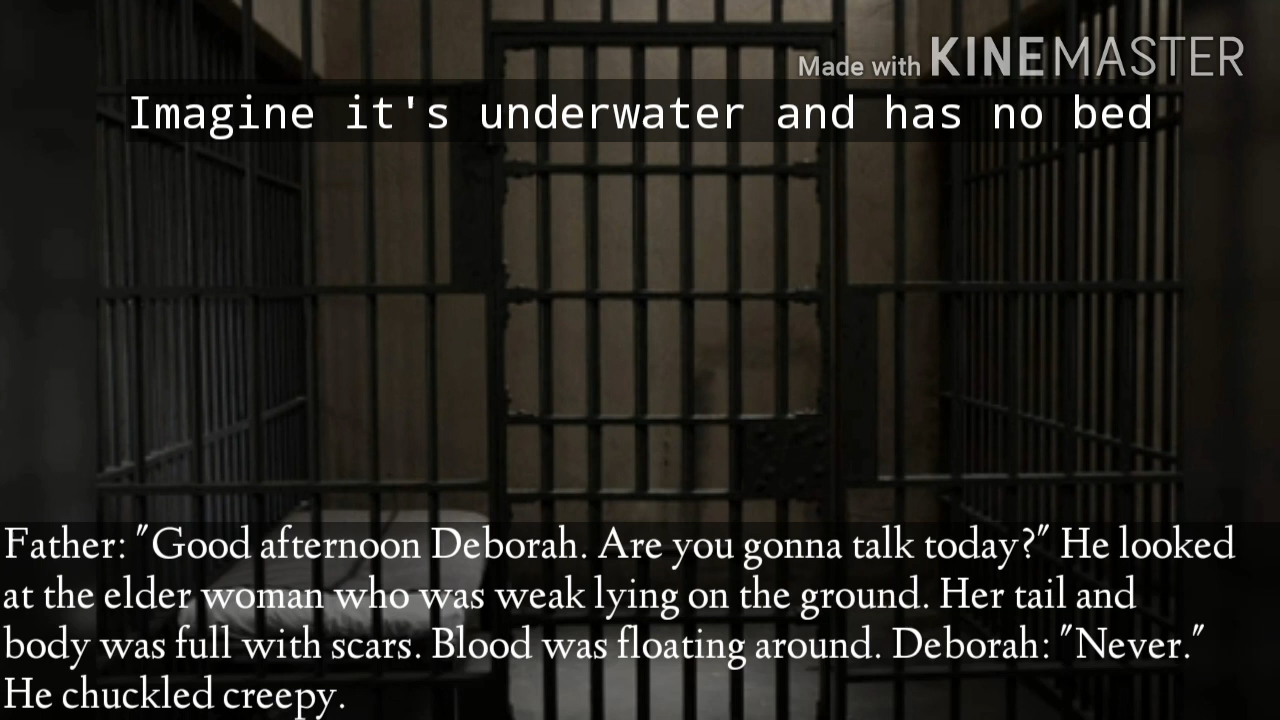 Made with KINEMASTER
Imagine it's underwater and has no bed
Father: "Good afternoon Deborah. Are you gonna talk today?" He looked
at the elder woman who was weak lying on the ground. Her tail and
body was full with scars. Blood was floating around. Deborah: "Never."
He chuckled creepy.